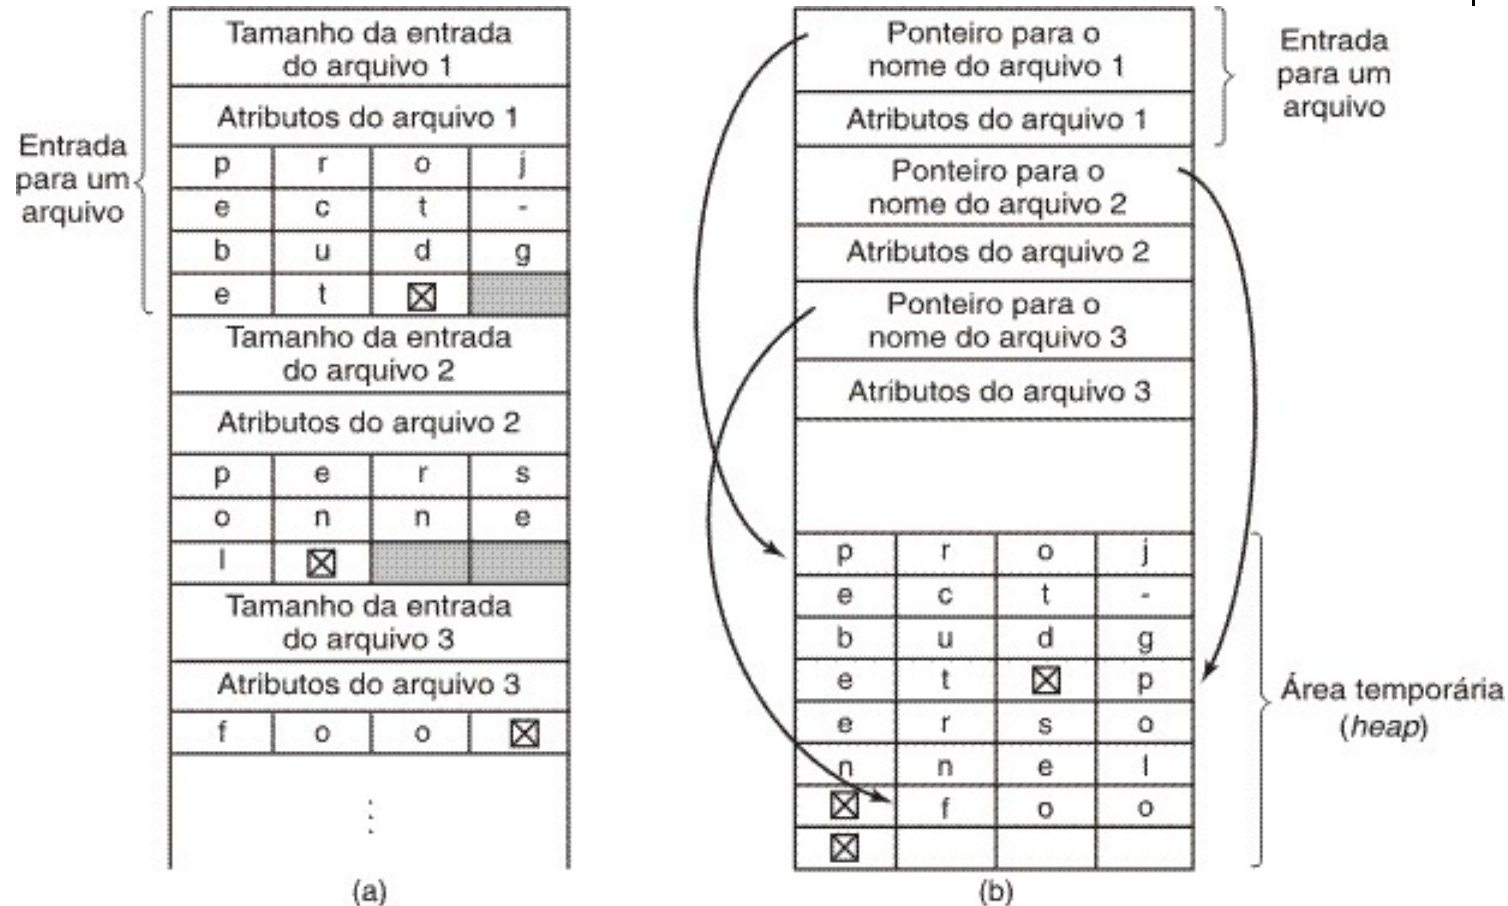 Entrada
para um
arquivo
Tamanho da entrada
do arquivo 1
Atributos do arquivo 1
p r o j
e c t -
b u d g
e t
Tamanho da entrada
do arquivo 2
Atributos do arquivo 2
p e r s
o n n e
l
Tamanho da entrada
do arquivo 3
Atributos do arquivo 3
f o o
(a)
Ponteiro para o
nome do arquivo 1
Atributos do arquivo 1
Ponteiro para o
nome do arquivo 2
Atributos do arquivo 2
Ponteiro para o
nome do arquivo 3
Atributos do arquivo 3
p r o j
e c t -
b u d g
e t p
e r s o
n n e l
f o o
(b)
Entrada
para um
arquivo
Área temporária
(heap)